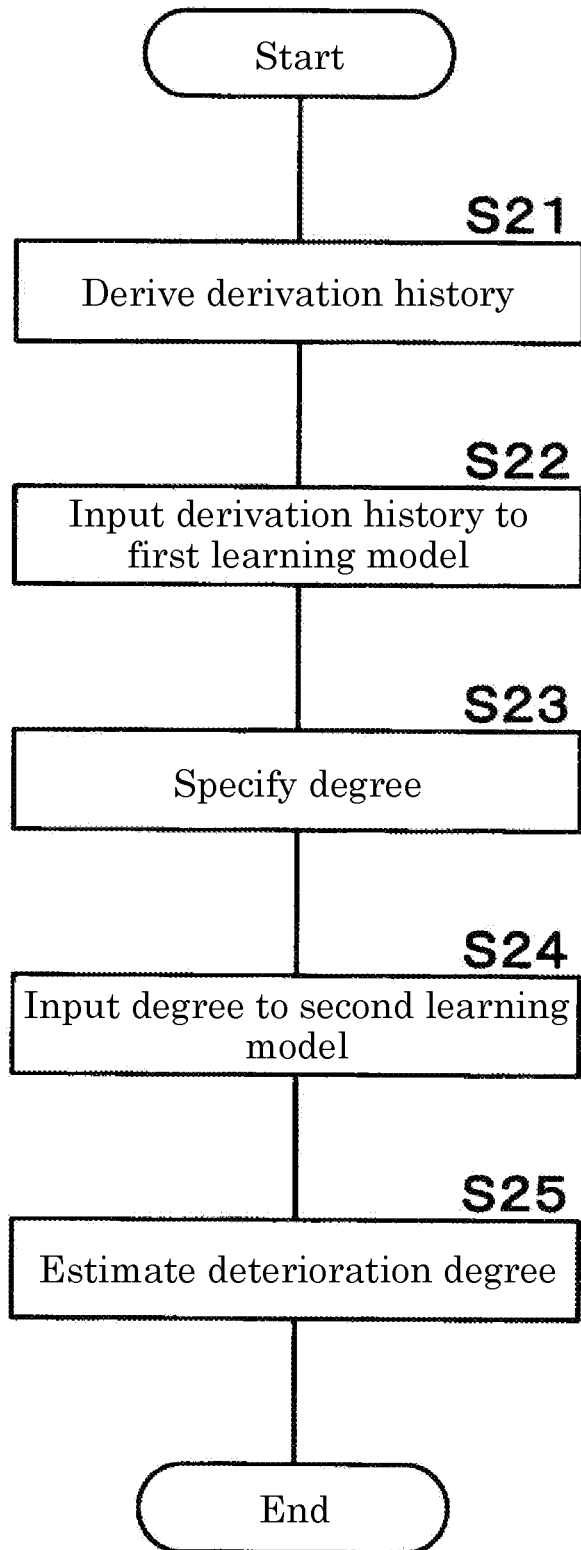 Start
S21
Derive derivation history
S22
Input derivation history to
first learning model
S23
Specify degree
S24
Input degree to second learning
model
S25
Estimate deterioration degree
End